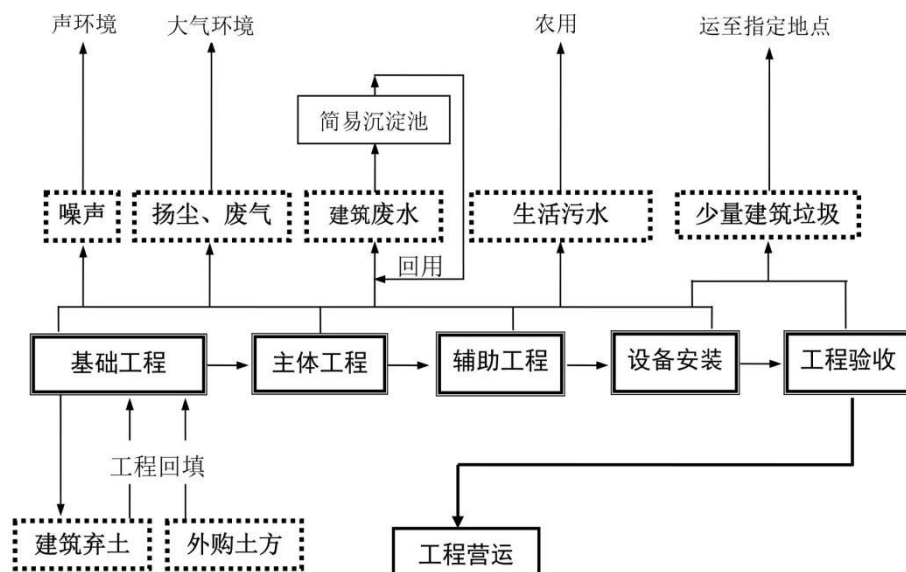 声环境
大气环境
农用
运至指定地点
简易沉淀池
噪声
扬尘、废气
建筑废水
生活污水
少量建筑垃圾
回用
基础工程
主体工程
辅助工程
设备安装
工程验收
工程回填
建筑弃土
外购土方
工程营运